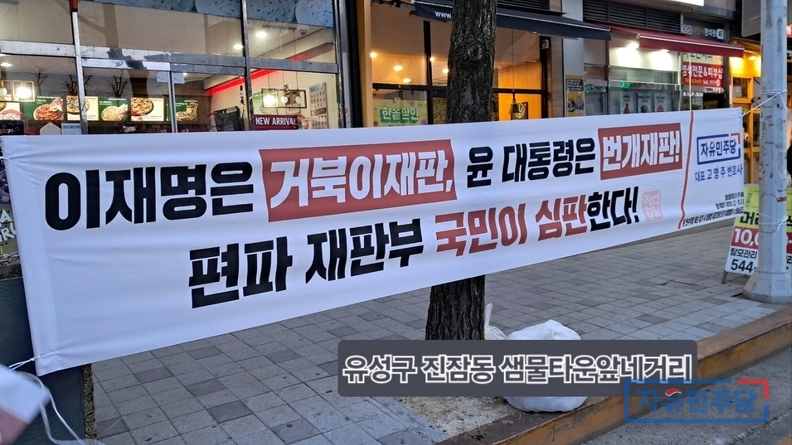 이재명은 거북이재판, 윤 대통령은 번개재판!
편파 재판부 국민이 심판한다!
자유민주당
대표 고영주 변호사
NEW ARRIVAL
544-
유성구 진잠동 샘물타운앞네거리
자유민주당